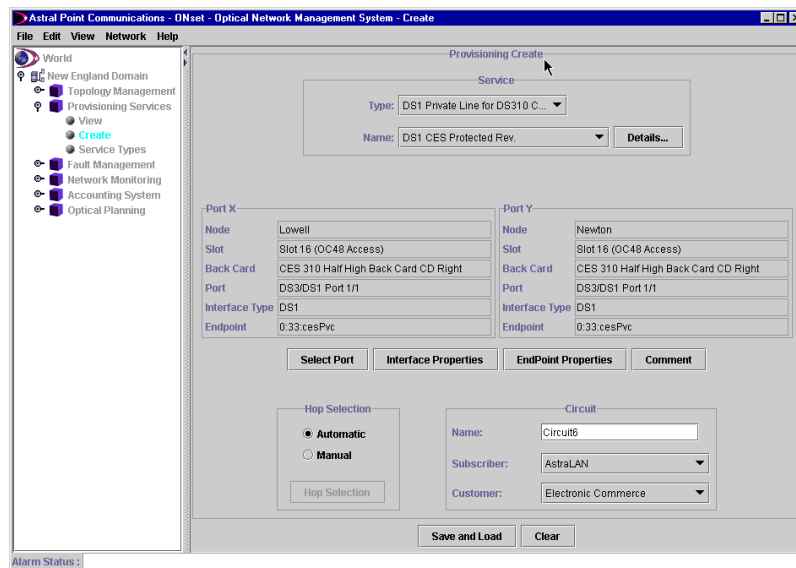 Astral Point Communications - ONset - Optical Network Management System - Create
File Edit View Network Help
World
New England Domain
Topology Management
Provisioning Services
View
Create
Service Types
Fault Management
Network Monitoring
Accounting System
Optical Planning
Provisioning Create
Service
Type: DS1 Private Line for DS310 C...
Name: DS1 CES Protected Rev. Details...
Port X
Node Lowell
Slot Slot 16 (OC48 Access)
Back Card CES 310 Half High Back Card CD Right
Port DS3/DS1 Port 1/1
Interface Type DS1
Endpoint 0:33:cesPvc
Port Y
Node Newton
Slot Slot 16 (OC48 Access)
Back Card CES 310 Half High Back Card CD Right
Port DS3/DS1 Port 1/1
Interface Type DS1
Endpoint 0:33:cesPvc
Select Port Interface Properties EndPoint Properties Comment
Hop Selection
Automatic
Manual
Hop Selection
Circuit
Name: Circuit6
Subscriber: AstraLAN
Customer: Electronic Commerce
Save and Load Clear
Alarm Status :